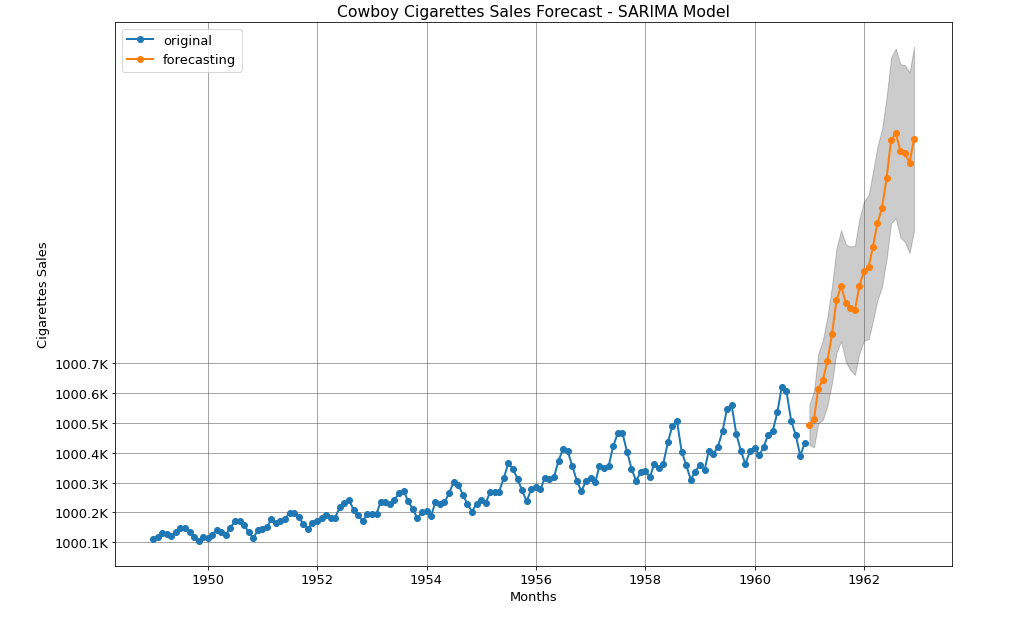 Cowboy Cigarettes Sales Forecast - SARIMA Model
original
forecasting
Cigarettes Sales
1000.7K
1000.6K
1000.5K
1000.4K
1000.3K
1000.2K
1000.1K
1950 1952 1954 1956 1958 1960 1962
Months